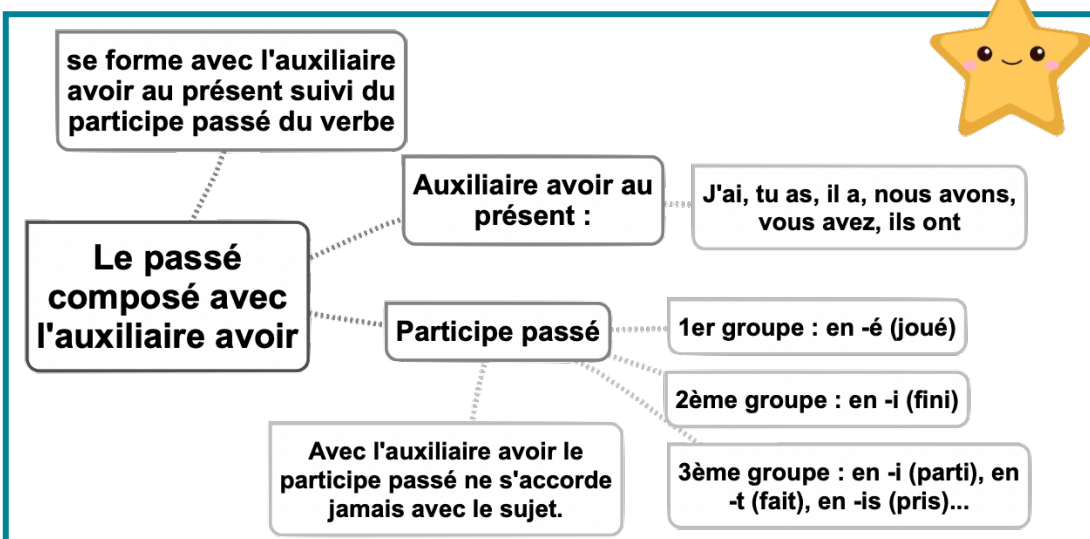 se forme avec l'auxiliaire
avoir au présent suivi du
participe passé du verbe
Auxiliaire avoir au
présent :
J'ai, tu as, il a, nous avons,
vous avez, ils ont
Le passé
composé avec
l'auxiliaire avoir
Participe passé
1er groupe : en -é (joué)
2ème groupe : en -i (fini)
3ème groupe : en -i (parti), en
-t (fait), en -is (pris)...
Avec l'auxiliaire avoir le
participe passé ne s'accorde
jamais avec le sujet.